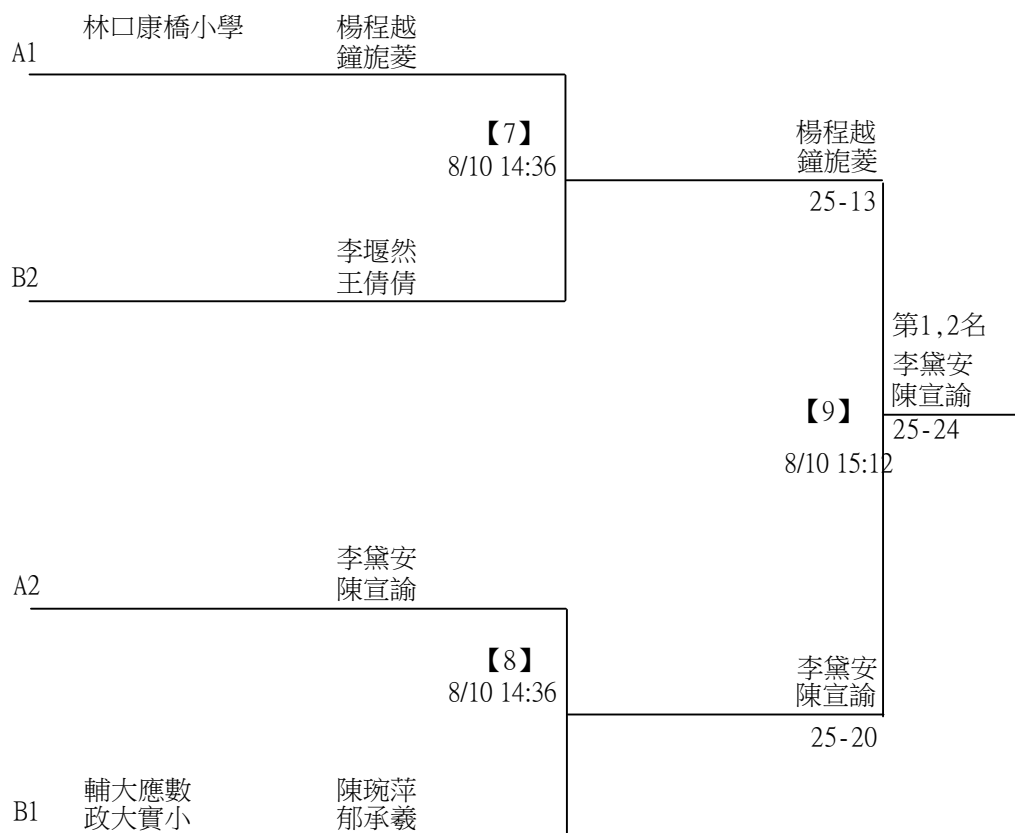 林口康橋小學 楊程越
鐘旎菱
A1
【7】
8/10 14:36
楊程越
鐘旎菱
25-13
李堰然
王倩倩
B2
第1,2名
李黛安
陳宣諭
【9】
25-24
8/10 15:12
李黛安
陳宣諭
A2
【8】
8/10 14:36
李黛安
陳宣諭
25-20
輔大應數 陳琬萍
B1 政大實小 郁承羲